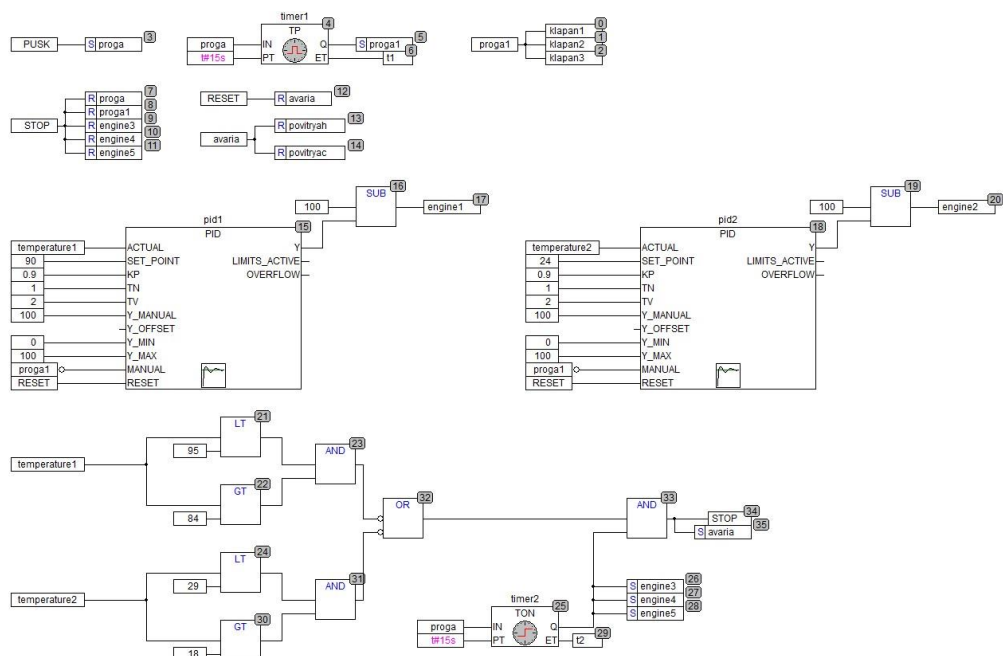 PUSK S proga 3
timer1
TP 4
proga IN Q S proga1 5
t#15s PT ET t1 6
proga1 klapan1 0
klapan2 1
klapan3 2
STOP
R proga 7
R proga1 8
R engine3 9
R engine4 10
R engine5 11
RESET R avaria 12
avaria
R povitryah 13
R povitryac 14
SUB 16
100 engine1 17
pid1
PID 15
temperature1 ACTUAL Y
90 SET_POINT LIMITS_ACTIVE
0.9 KP OVERFLOW
1 TN
2 TV
100 Y_MANUAL
Y_OFFSET
0 Y_MIN
100 Y_MAX
proga1 MANUAL
RESET RESET
SUB 19
100 engine2 20
pid2
PID 18
temperature2 ACTUAL Y
24 SET_POINT LIMITS_ACTIVE
0.9 KP OVERFLOW
1 TN
2 TV
100 Y_MANUAL
Y_OFFSET
0 Y_MIN
100 Y_MAX
proga1 MANUAL
RESET RESET
LT 21
95
temperature1
AND 23
GT 22
84
OR 32
AND 33
STOP 34
S avaria 35
LT 24
29
temperature2
AND 31
GT 30
18
timer2
TON 25
proga IN Q
t#15s PT ET t2 29
S engine3 26
S engine4 27
S engine5 28